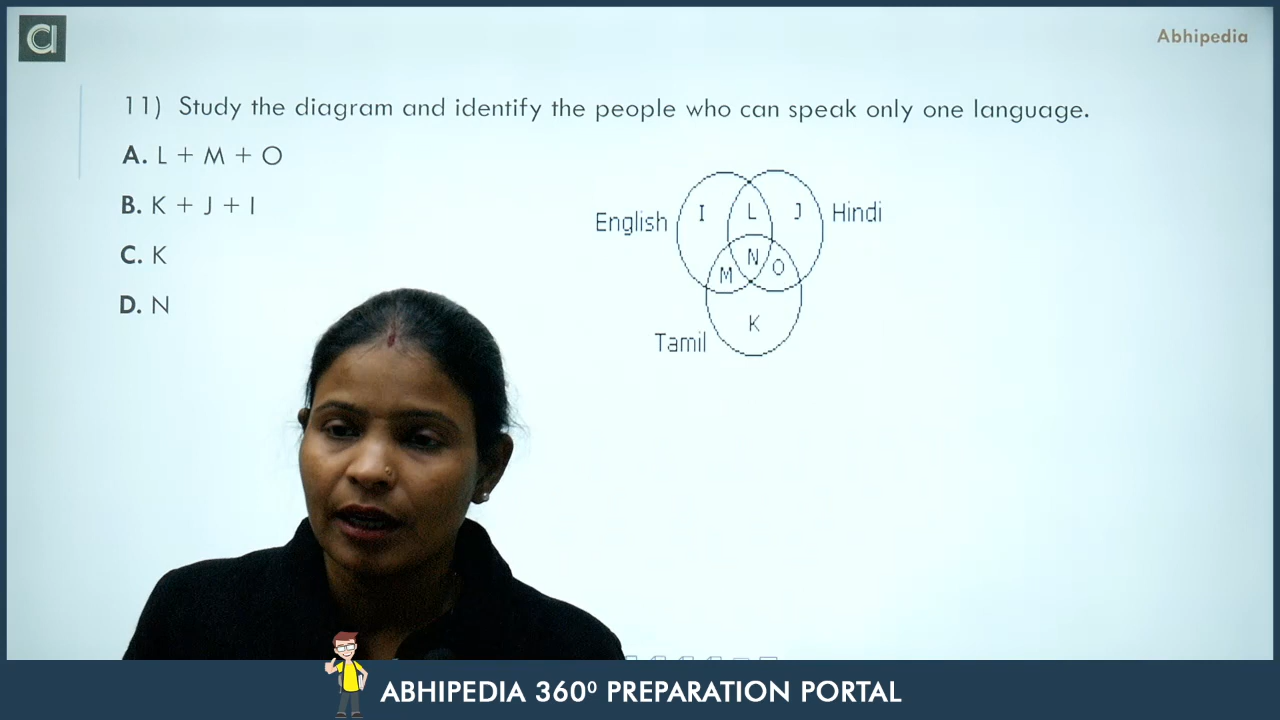 Abhipedia
11) Study the diagram and identify the people who can speak only one language.
A. L + M + O
B. K + J + I
C. K
D. N
English
I
L
J
Hindi
M
N
O
K
Tamil
ABHIPEDIA 360⁰ PREPARATION PORTAL